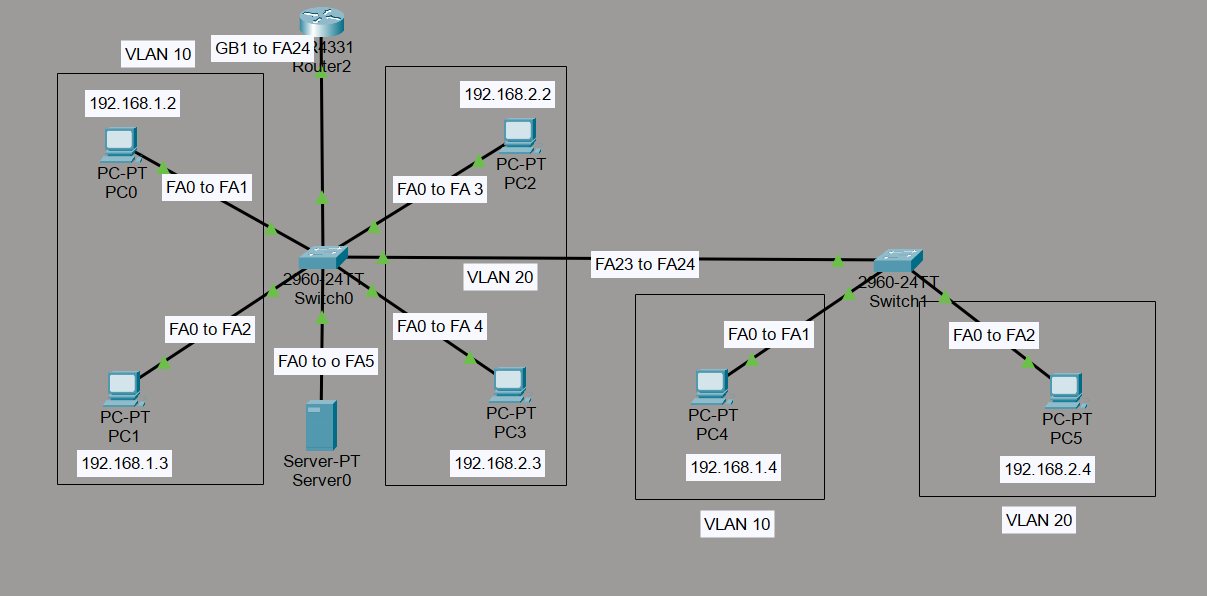 VLAN 10
GB1 to FA24
R4331
Router2
192.168.1.2
PC-PT
PC0
FA0 to FA1
192.168.2.2
PC-PT
PC2
FA0 to FA 3
2960-24TT
Switch0
VLAN 20
FA23 to FA24
2960-24TT
Switch1
FA0 to FA2
FA0 to o FA5
FA0 to FA 4
PC-PT
PC1
192.168.1.3
Server-PT
Server0
PC-PT
PC3
192.168.2.3
FA0 to FA1
PC-PT
PC4
192.168.1.4
VLAN 10
FA0 to FA2
PC-PT
PC5
192.168.2.4
VLAN 20